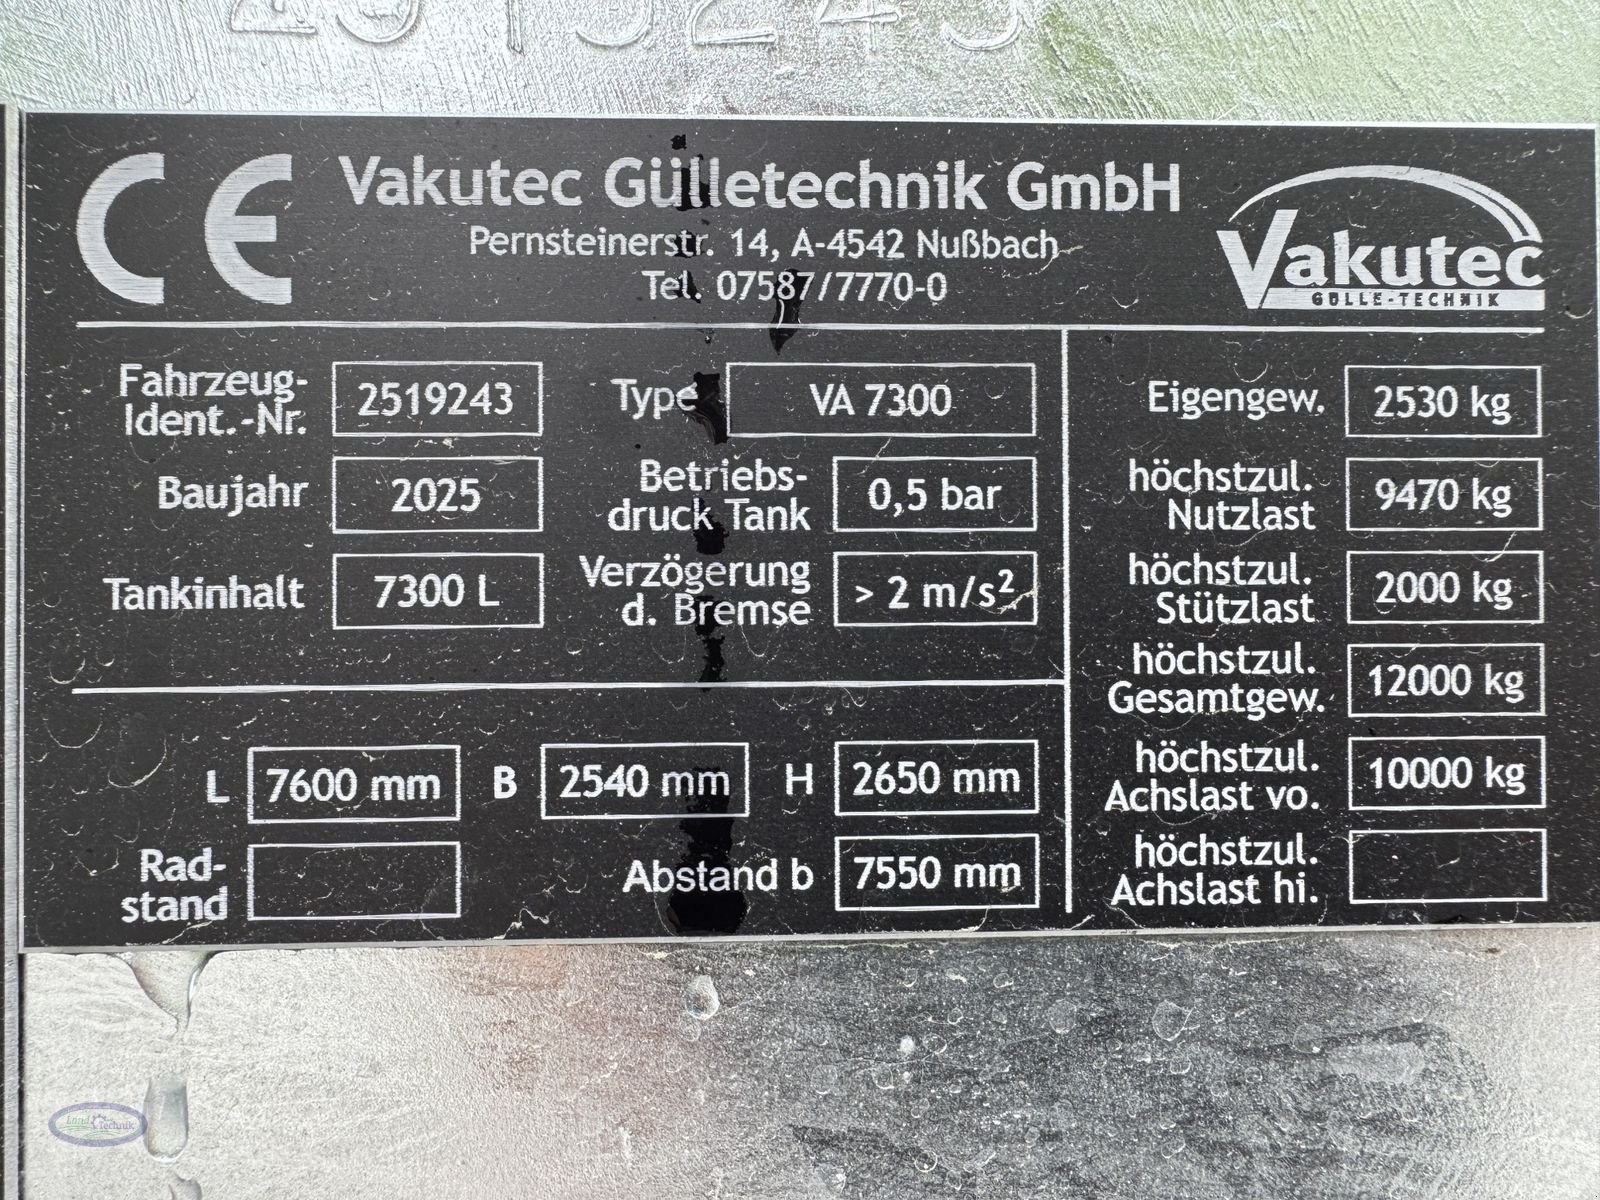 2519243
CE
Vakutec Gülletechnik GmbH
Pernsteinerstr. 14, A-4542 Nußbach
Tel. 07587/7770-0
Vakutec
GÜLLE-TECHNIK
Fahrzeug-
Ident.-Nr. 2519243
Type VA 7300
Baujahr 2025
Betriebs-
druck Tank 0,5 bar
Tankinhalt 7300 L
Verzögerung
d. Bremse > 2 m/s²
L 7600 mm B 2540 mm H 2650 mm
Rad-
stand
Abstand b 7550 mm
Eigengew. 2530 kg
höchstzul.
Nutzlast 9470 kg
höchstzul.
Stützlast 2000 kg
höchstzul.
Gesamtgew. 12000 kg
höchstzul.
Achslast vo. 10000 kg
höchstzul.
Achslast hi.
Land
Technik